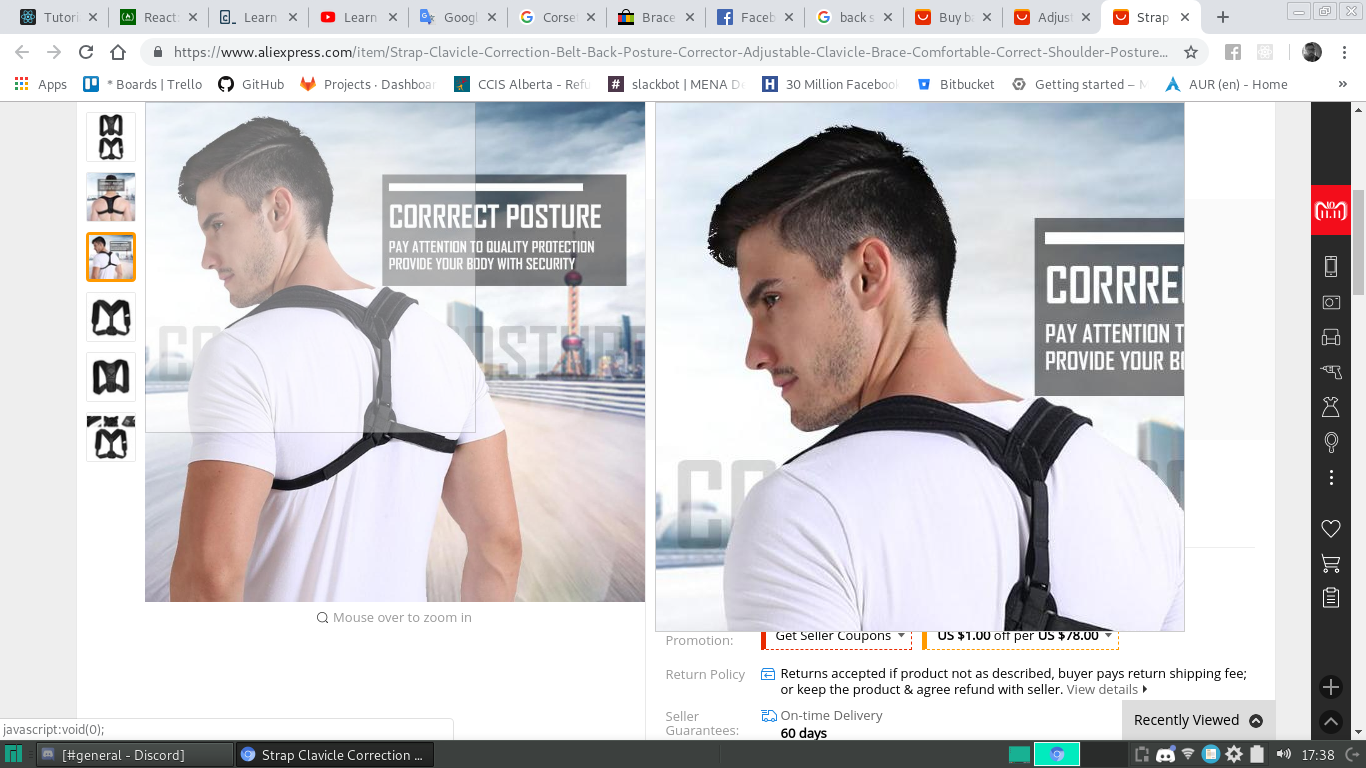 Tutori
React
Learn
Learn
Googl
Corse
Brace
Faceb
back s
Buy ba
Adjust
Strap
https://www.aliexpress.com/item/Strap-Clavicle-Correction-Belt-Back-Posture-Corrector-Adjustable-Clavicle-Brace-Comfortable-Correct-Shoulder-Posture...
Apps
* Boards | Trello
GitHub
Projects · Dashboar
CCIS Alberta - Refu
slackbot | MENA De
30 Million Facebook
Bitbucket
Getting started — M
AUR (en) - Home
»
CORRRECT POSTURE
PAY ATTENTION TO QUALITY PROTECTION
PROVIDE YOUR BODY WITH SECURITY
CORRRE
PAY ATTENTION T
PROVIDE YOUR BO
11.11
Mouse over to zoom in
Promotion:
Get Seller Coupons
US $1.00 off per US $78.00
Return Policy
Returns accepted if product not as described, buyer pays return shipping fee;
or keep the product & agree refund with seller. View details
Seller
Guarantees:
On-time Delivery
60 days
Recently Viewed
javascript:void(0);
[#general - Discord]
Strap Clavicle Correction ...
17:38